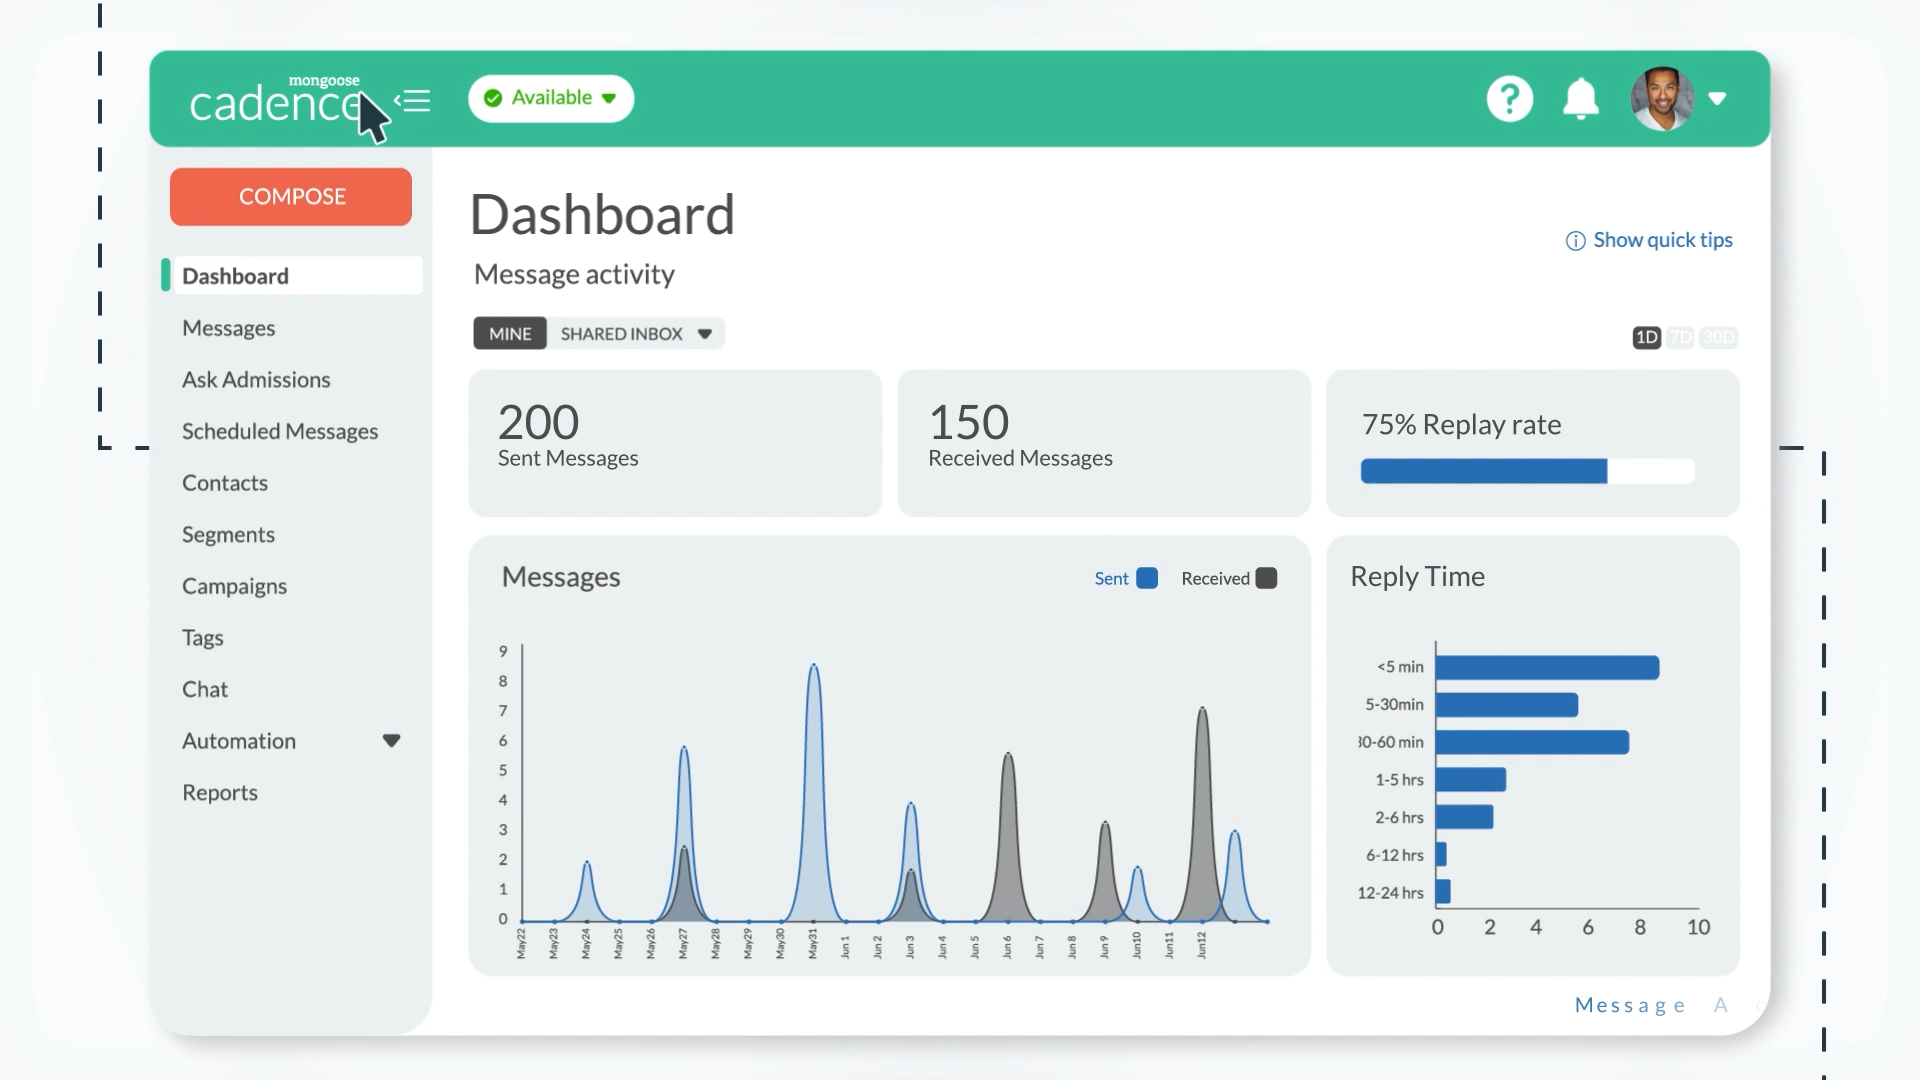 mongoose
cadence
Available
?
COMPOSE
Dashboard
Messages
Ask Admissions
Scheduled Messages
Contacts
Segments
Campaigns
Tags
Chat
Automation
Reports
Dashboard
Show quick tips
Message activity
MINE SHARED INBOX
1D 7D 30D
200
Sent Messages
150
Received Messages
75% Replay rate
Messages
Sent Received
9
8
7
6
5
4
3
2
1
0
May22 May23 May24 May25 May26 May27 May28 May29 May30 May31 Jun 1 Jun 2 Jun 3 Jun 4 Jun 5 Jun 6 Jun 7 Jun 8 Jun 9 Jun10 Jun11 Jun12
Reply Time
<5 min
5-30min
30-60 min
1-5 hrs
2-6 hrs
6-12 hrs
12-24 hrs
0 2 4 6 8 10
Message A